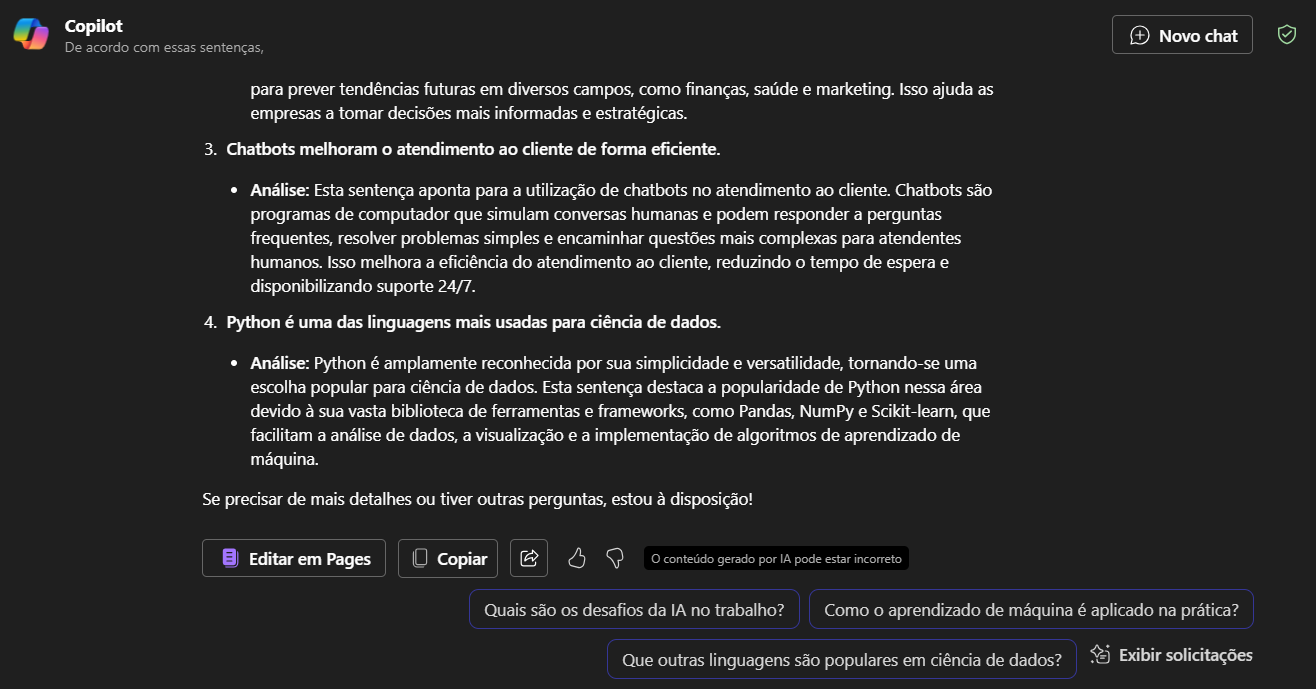 Copilot
De acordo com essas sentenças,
Novo chat
para prever tendências futuras em diversos campos, como finanças, saúde e marketing. Isso ajuda as
empresas a tomar decisões mais informadas e estratégicas.
3. Chatbots melhoram o atendimento ao cliente de forma eficiente.
• Análise: Esta sentença aponta para a utilização de chatbots no atendimento ao cliente. Chatbots são
programas de computador que simulam conversas humanas e podem responder a perguntas
frequentes, resolver problemas simples e encaminhar questões mais complexas para atendentes
humanos. Isso melhora a eficiência do atendimento ao cliente, reduzindo o tempo de espera e
disponibilizando suporte 24/7.
4. Python é uma das linguagens mais usadas para ciência de dados.
• Análise: Python é amplamente reconhecida por sua simplicidade e versatilidade, tornando-se uma
escolha popular para ciência de dados. Esta sentença destaca a popularidade de Python nessa área
devido à sua vasta biblioteca de ferramentas e frameworks, como Pandas, NumPy e Scikit-learn, que
facilitam a análise de dados, a visualização e a implementação de algoritmos de aprendizado de
máquina.
Se precisar de mais detalhes ou tiver outras perguntas, estou à disposição!
Editar em Pages
Copiar
O conteúdo gerado por IA pode estar incorreto
Quais são os desafios da IA no trabalho?
Como o aprendizado de máquina é aplicado na prática?
Que outras linguagens são populares em ciência de dados?
Exibir solicitações